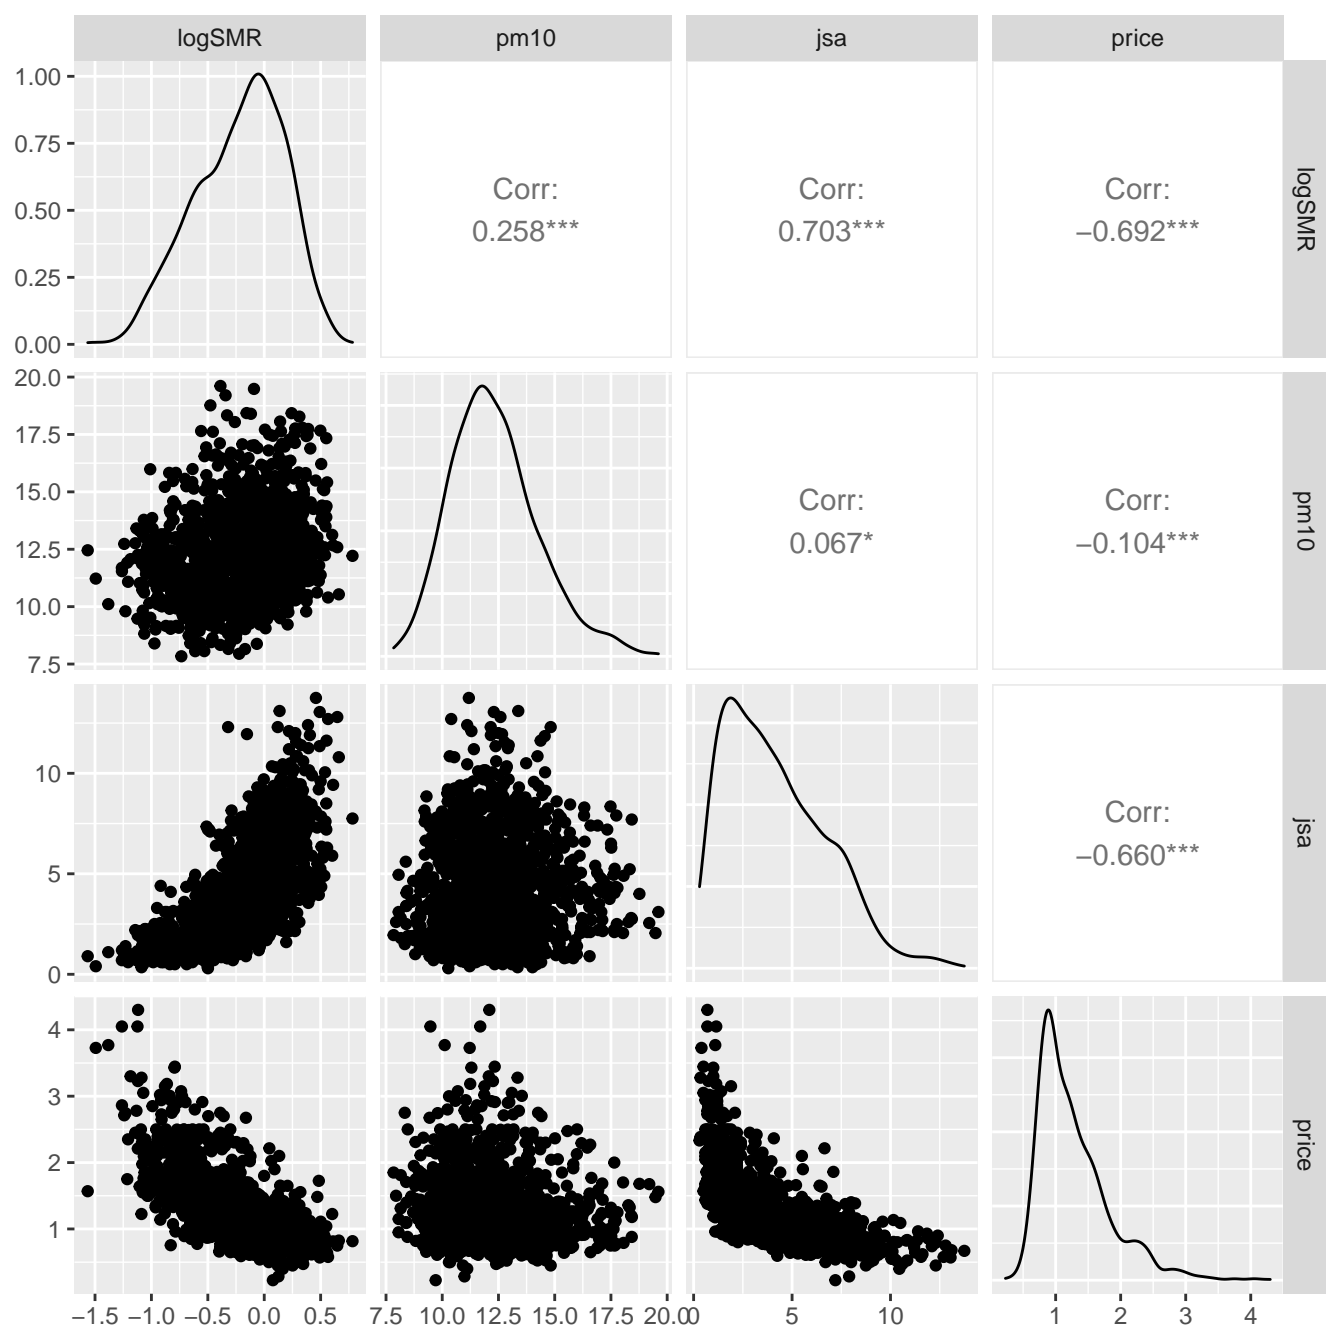 logSMR
pm10
jsa
price
1.00
0.75
0.50
0.25
0.00
Corr:
0.258***
Corr:
0.703***
Corr:
−0.692***
logSMR
20.0
17.5
15.0
12.5
10.0
7.5
Corr:
0.067*
Corr:
−0.104***
pm10
10
5
0
Corr:
−0.660***
jsa
4
3
2
1
price
−1.5 −1.0 −0.5 0.0 0.5
7.5 10.0 12.5 15.0 17.5 20.0
0 5 10
1 2 3 4